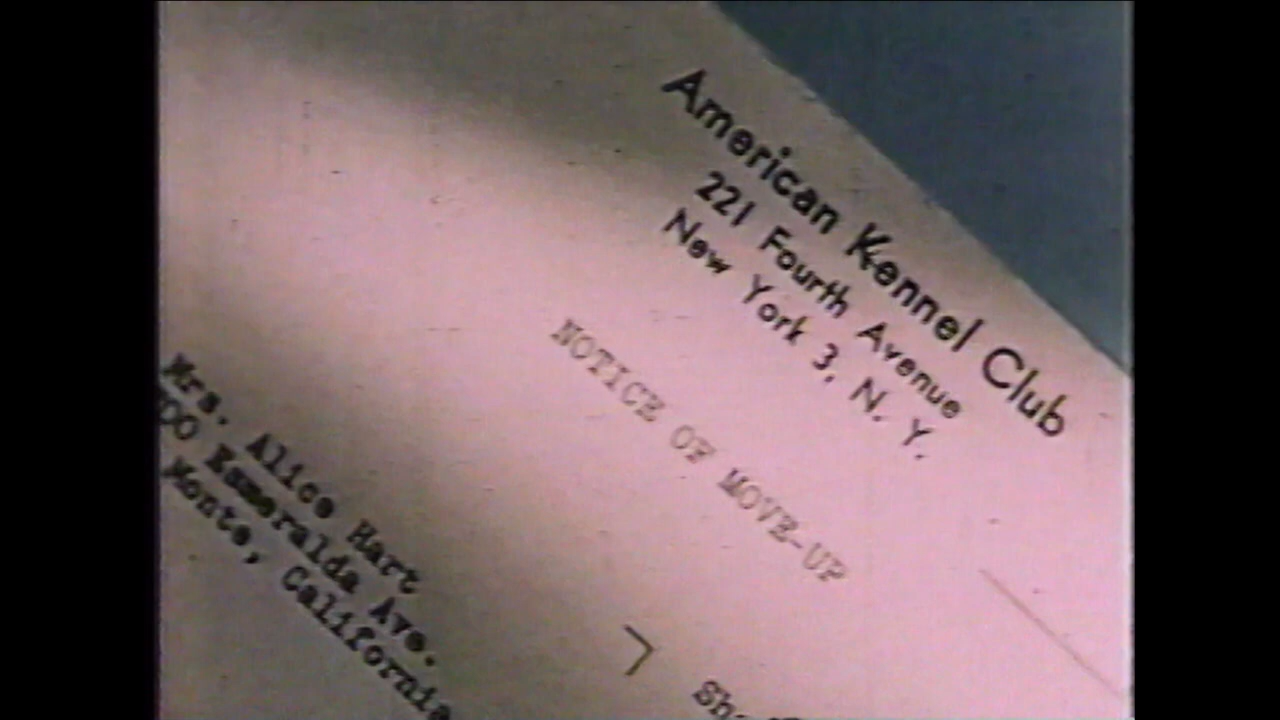 American Kennel Club
221 Fourth Avenue
New York 3, N. Y.
NOTICE OF MOVE-UP
Mrs. Alice Hart
Esmeralda Ave.
Monte, California